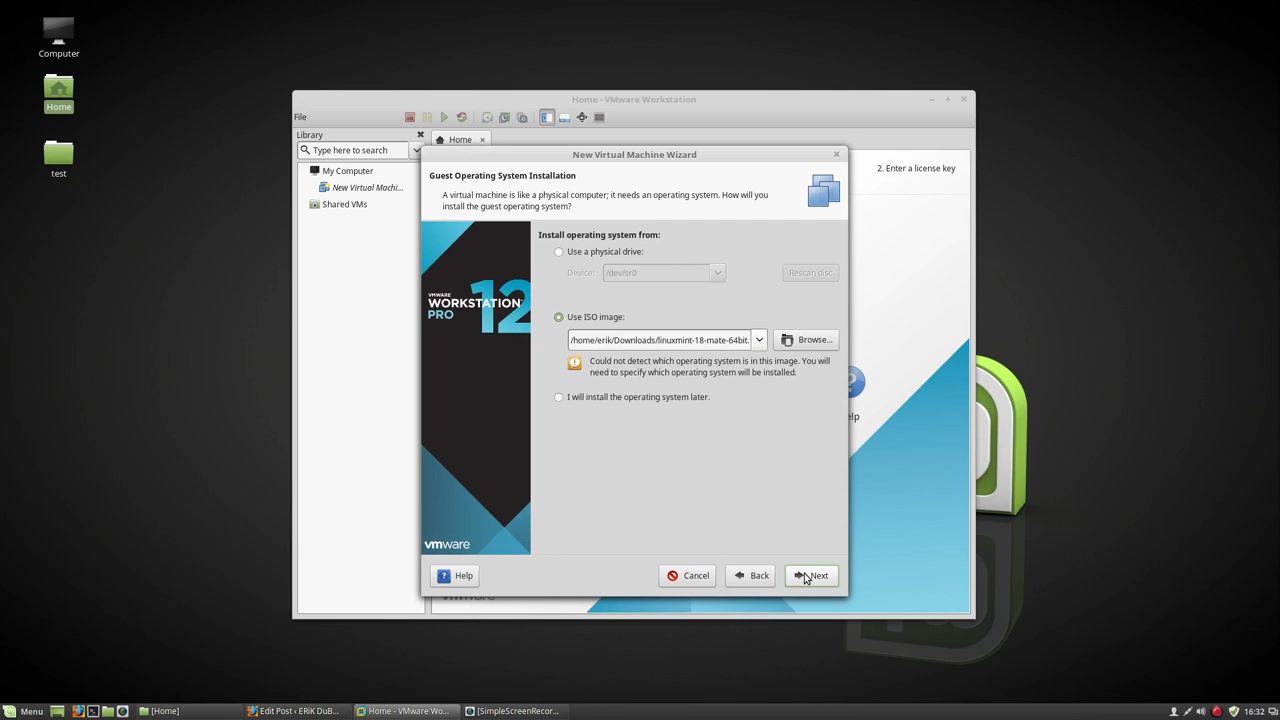 Computer
Home
test
Home - VMware Workstation
File
Library
Type here to search
My Computer
New Virtual Machi...
Shared VMs
Home
2. Enter a license key
New Virtual Machine Wizard
Guest Operating System Installation
A virtual machine is like a physical computer; it needs an operating system. How will you
install the guest operating system?
VMWARE
WORKSTATION 12
PRO
vmware
Install operating system from:
Use a physical drive:
Device: /dev/sr0 Rescan disc
Use ISO image:
/home/erik/Downloads/linuxmint-18-mate-64bit. Browse...
Could not detect which operating system is in this image. You will
need to specify which operating system will be installed.
I will install the operating system later.
elp
Help Cancel Back Next
Menu [Home] Edit Post ‹ ERiK DuB... Home - VMware Wo... [SimpleScreenRecor... 16:32